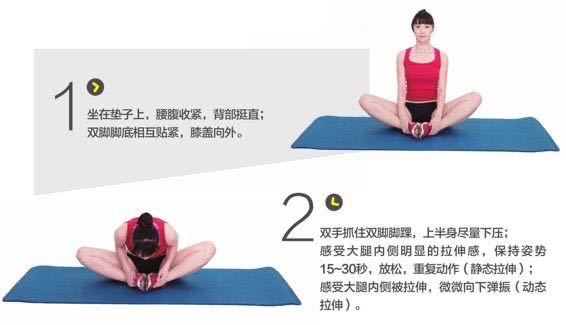 1
坐在垫子上，腰腹收紧，背部挺直；
双脚脚底相互贴紧，膝盖向外。
2
双手抓住双脚脚踝，上半身尽量下压；
感受大腿内侧明显的拉伸感，保持姿势
15~30秒，放松，重复动作（静态拉伸）；
感受大腿内侧被拉伸，微微向下弹振（动态
拉伸）。